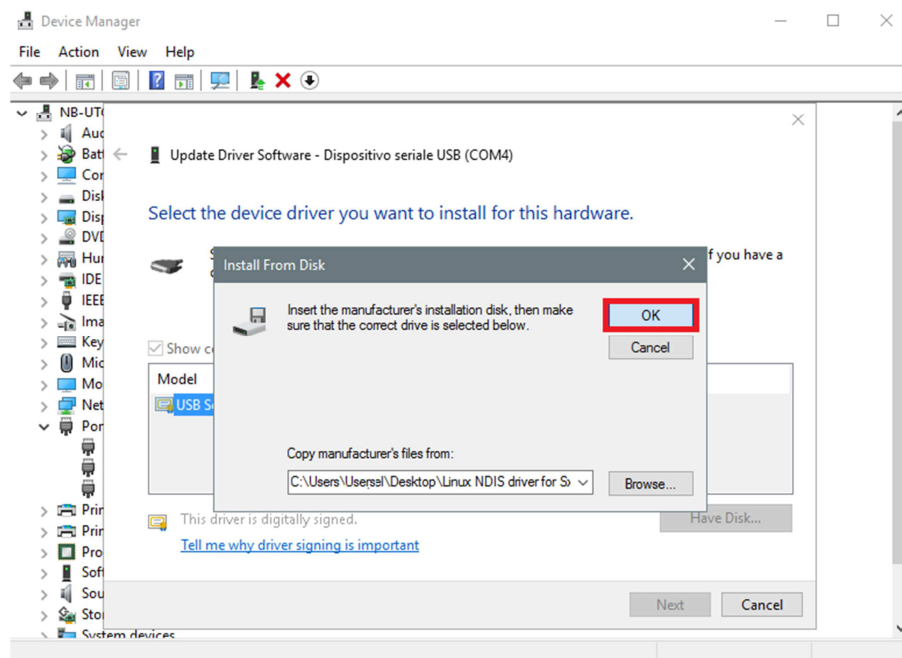 Device Manager
File Action View Help
NB-UT
Aud
Batt
Cor
Disk
Disp
DVD
Hur
IDE
IEEE
Ima
Key
Mic
Mo
Net
Por
Prin
Prin
Pro
Soft
Sou
Stor
System devices
Update Driver Software - Dispositivo seriale USB (COM4)
Select the device driver you want to install for this hardware.
f you have a
Install From Disk
Insert the manufacturer's installation disk, then make
sure that the correct drive is selected below.
OK
Cancel
Show co
Model
USB Se
Copy manufacturer's files from:
C:\Users\Usersel\Desktop\Linux NDIS driver for
Browse...
This driver is digitally signed.
Have Disk...
Tell me why driver signing is important
Next
Cancel